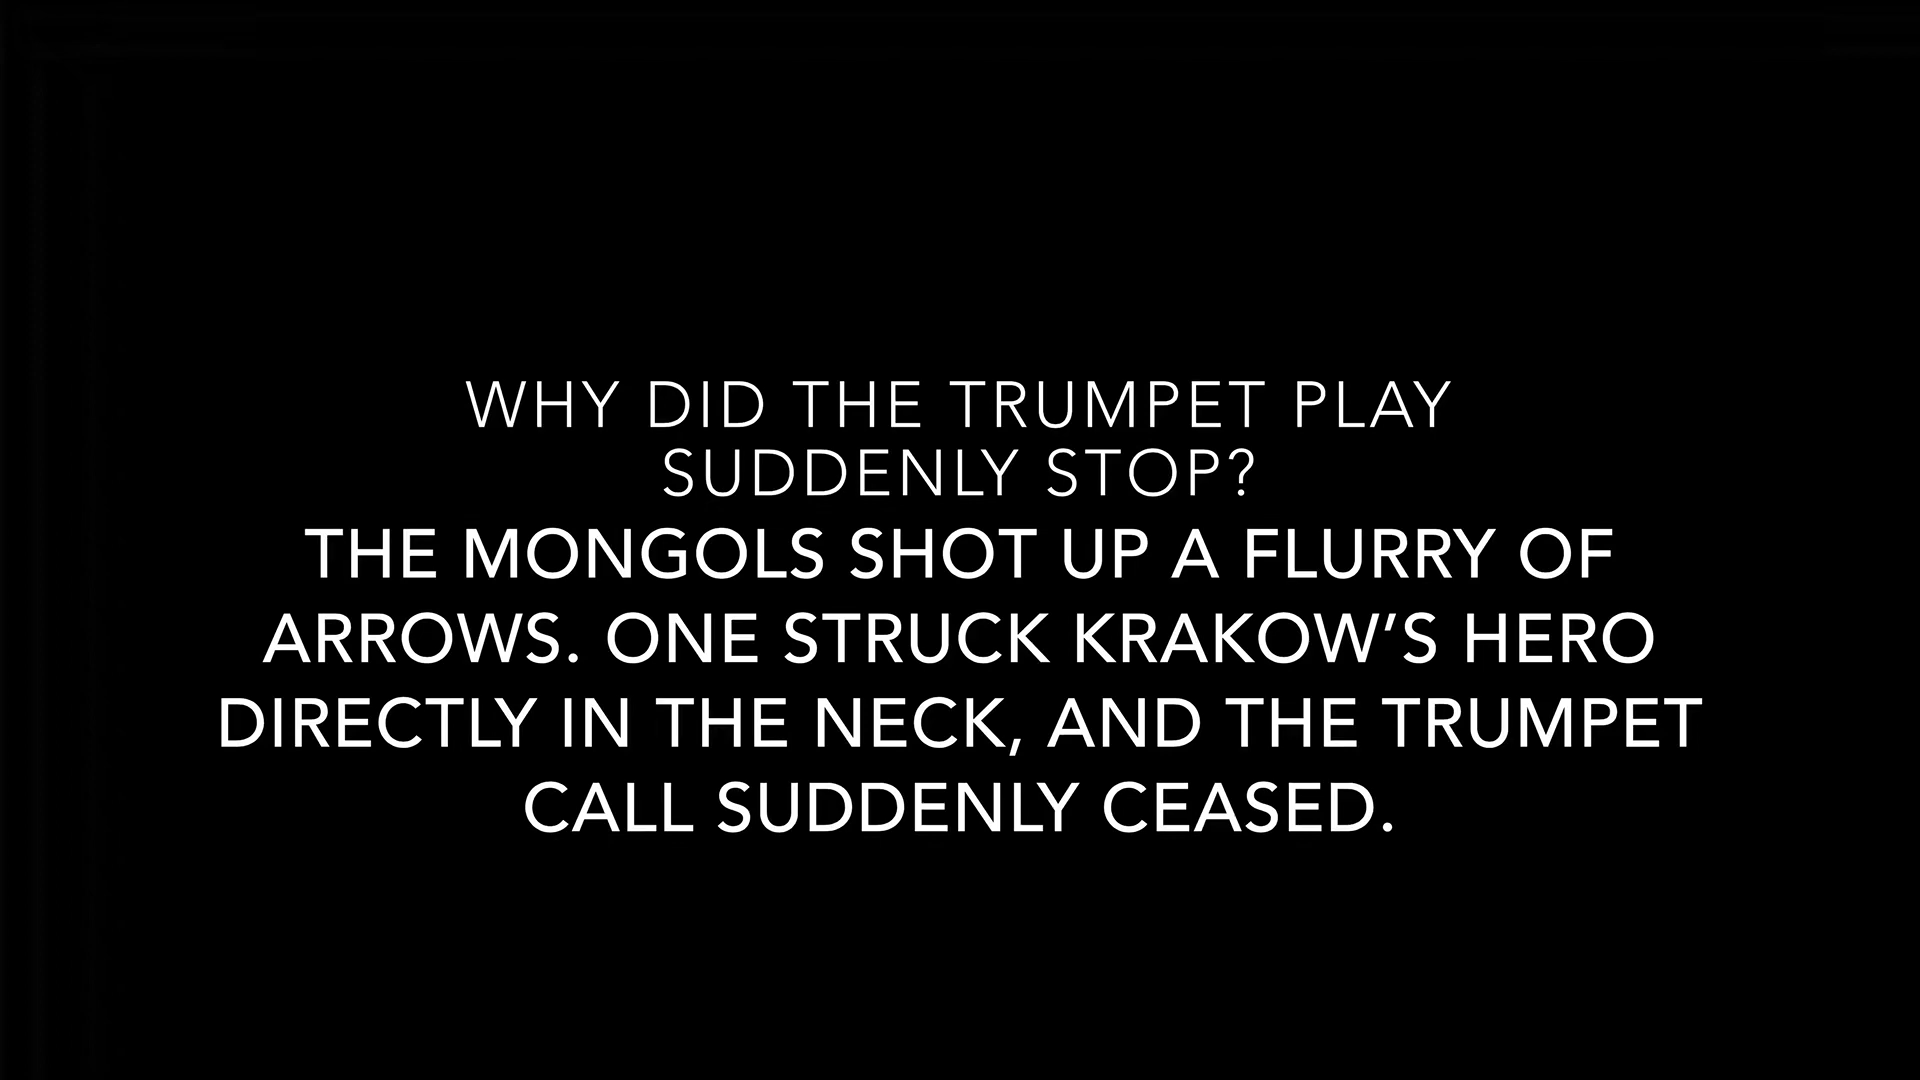 WHY DID THE TRUMPET PLAY
SUDDENLY STOP?
THE MONGOLS SHOT UP A FLURRY OF
ARROWS. ONE STRUCK KRAKOW’S HERO
DIRECTLY IN THE NECK, AND THE TRUMPET
CALL SUDDENLY CEASED.